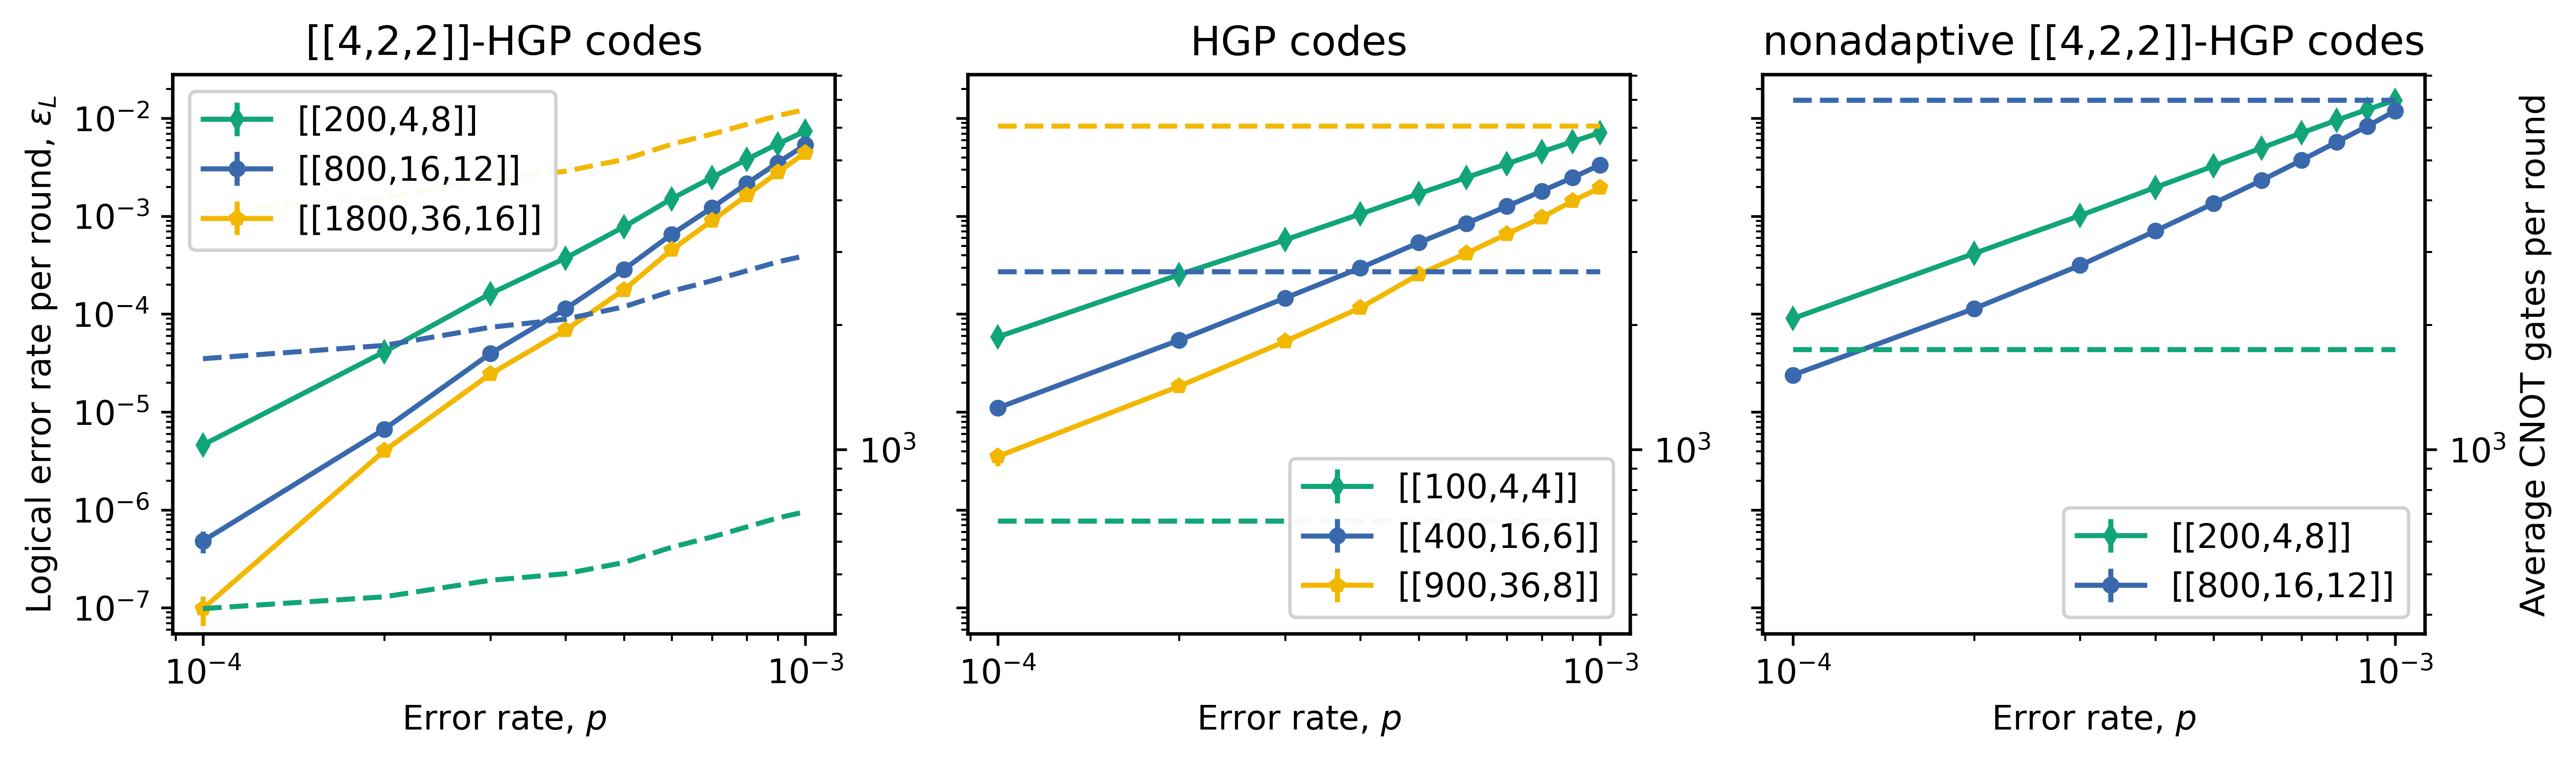 [[4,2,2]]-HGP codes
HGP codes
nonadaptive [[4,2,2]]-HGP codes
Logical error rate per round, ε_L
10^-2
10^-3
10^-4
10^-5
10^-6
10^-7
[[200,4,8]]
[[800,16,12]]
[[1800,36,16]]
10^3
10^-4
10^-3
Error rate, p
[[100,4,4]]
[[400,16,6]]
[[900,36,8]]
10^3
10^-4
10^-3
Error rate, p
[[200,4,8]]
[[800,16,12]]
10^3
10^-4
10^-3
Error rate, p
Average CNOT gates per round